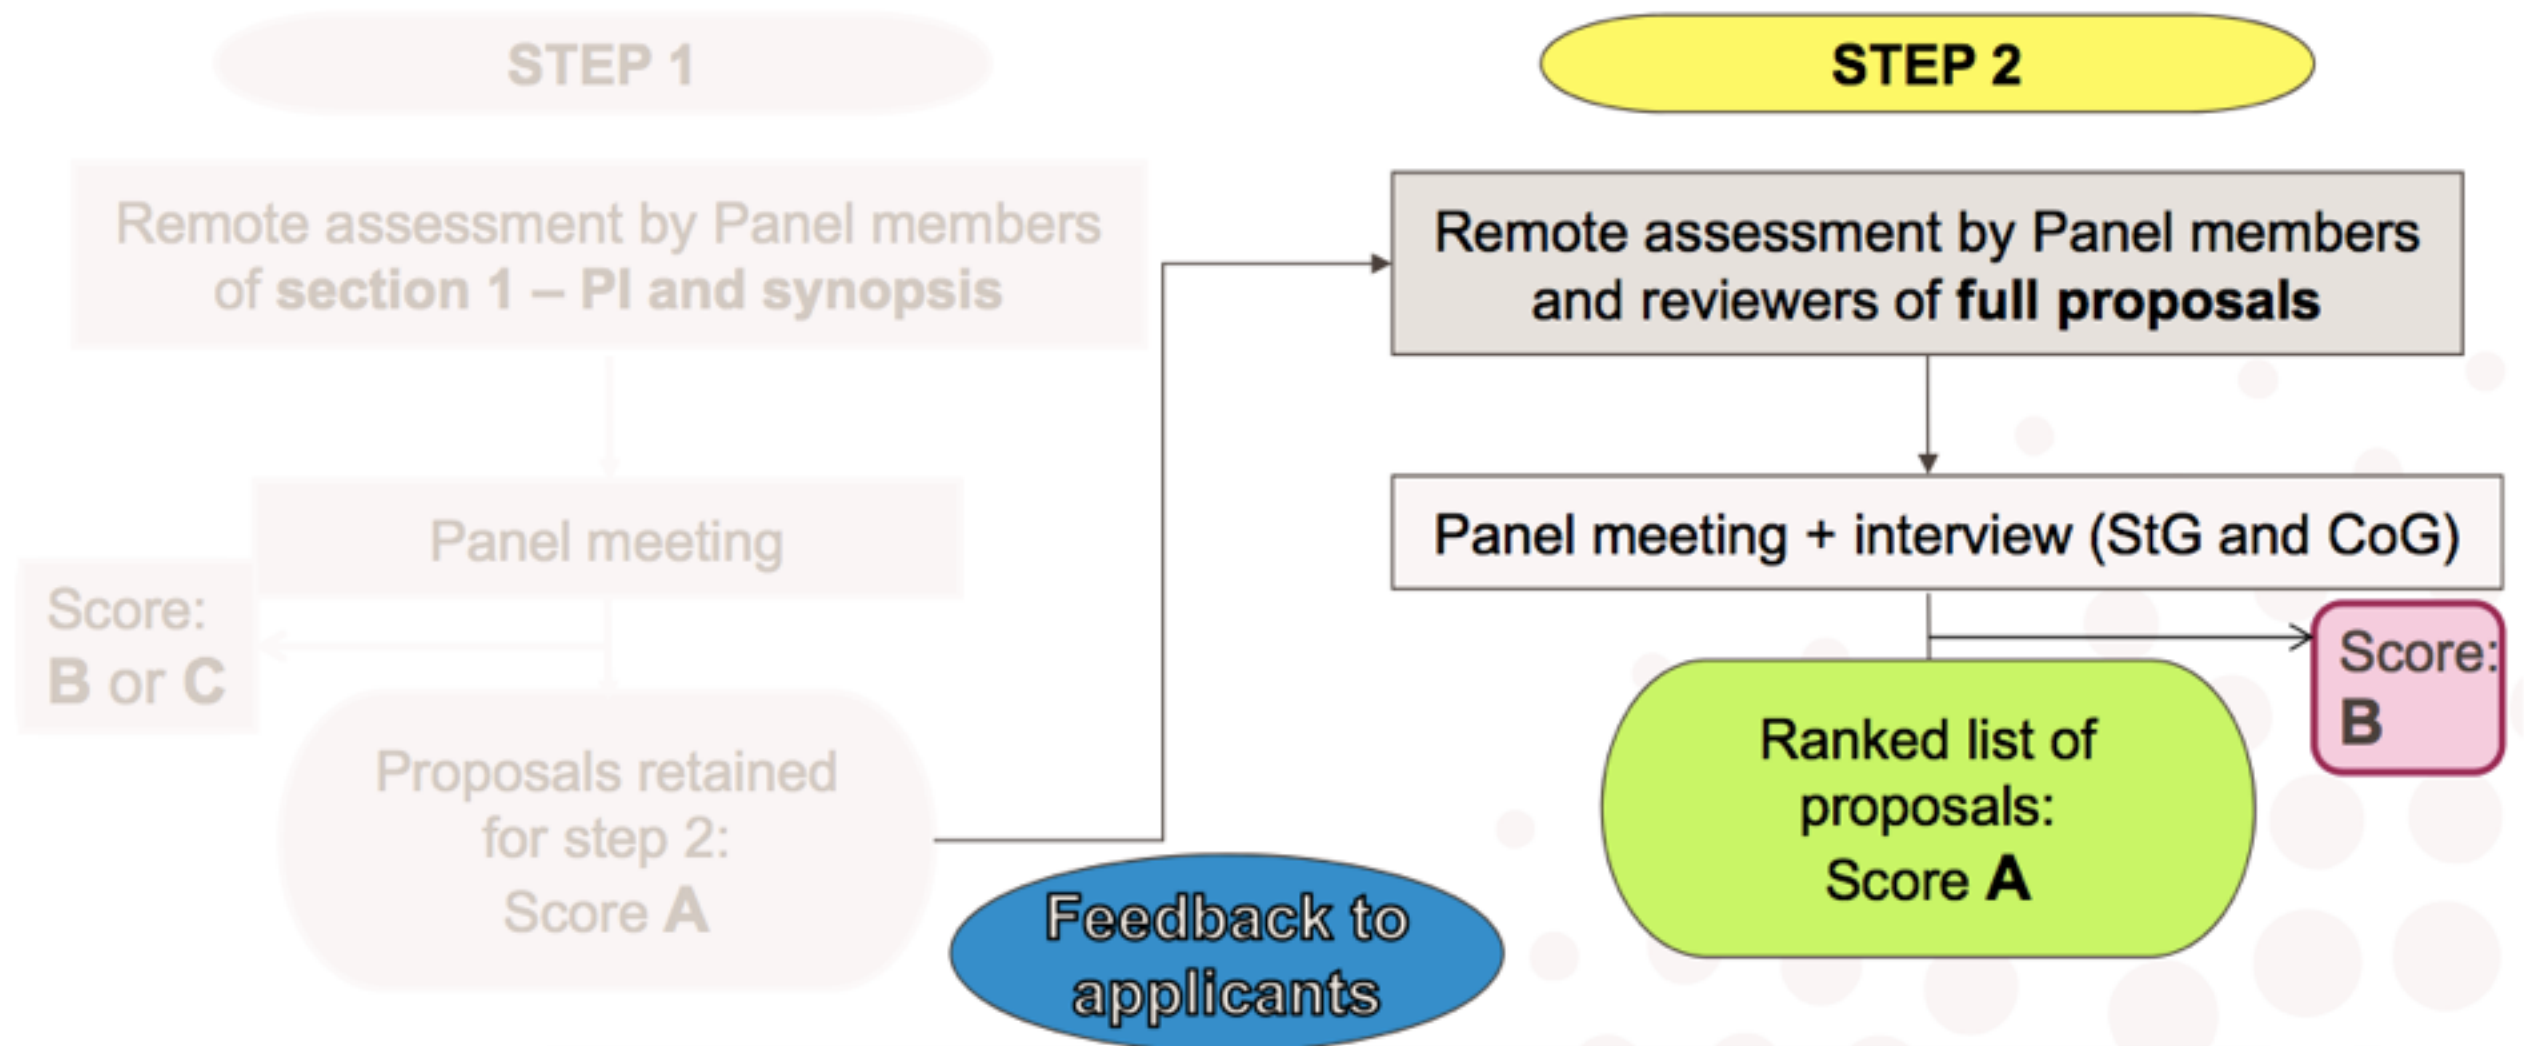 STEP 1
Remote assessment by Panel members
of section 1 – PI and synopsis
Panel meeting
Score:
B or C
Proposals retained
for step 2:
Score A
Feedback to
applicants
STEP 2
Remote assessment by Panel members
and reviewers of full proposals
Panel meeting + interview (StG and CoG)
Score:
B
Ranked list of
proposals:
Score A